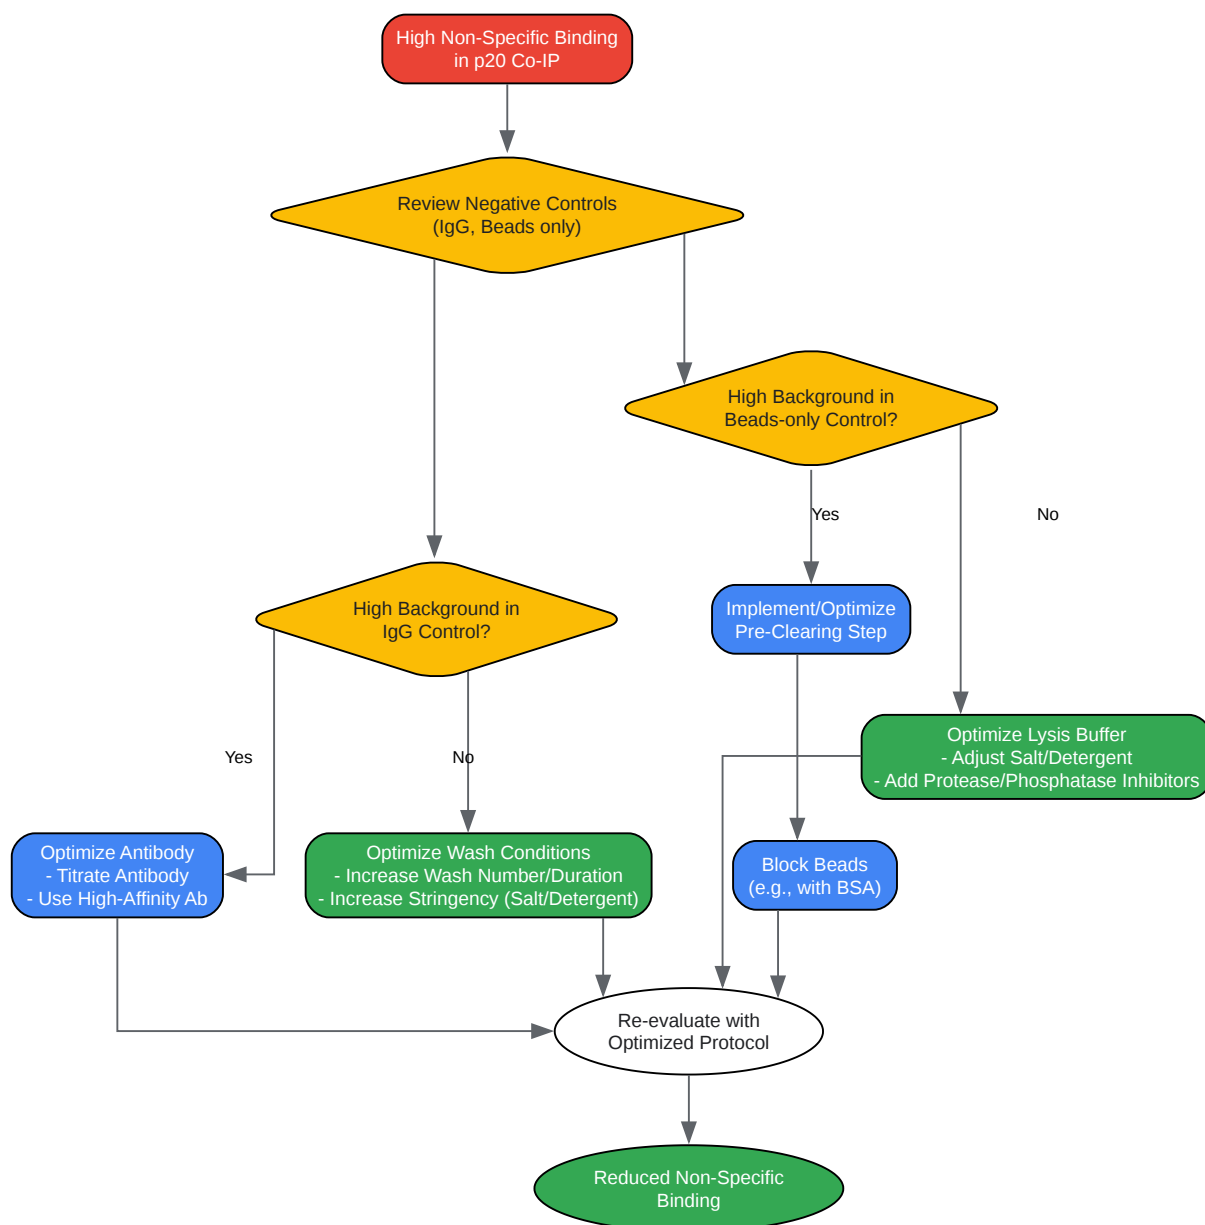 High Non-Specific Binding
in p20 Co-IP
Review Negative Controls
(IgG, Beads only)
High Background in
Beads-only Control?
Yes
No
High Background in
IgG Control?
Implement/Optimize
Pre-Clearing Step
Yes
No
Optimize Lysis Buffer
- Adjust Salt/Detergent
- Add Protease/Phosphatase Inhibitors
Optimize Antibody
- Titrate Antibody
- Use High-Affinity Ab
Optimize Wash Conditions
- Increase Wash Number/Duration
- Increase Stringency (Salt/Detergent)
Block Beads
(e.g., with BSA)
Re-evaluate with
Optimized Protocol
Reduced Non-Specific
Binding